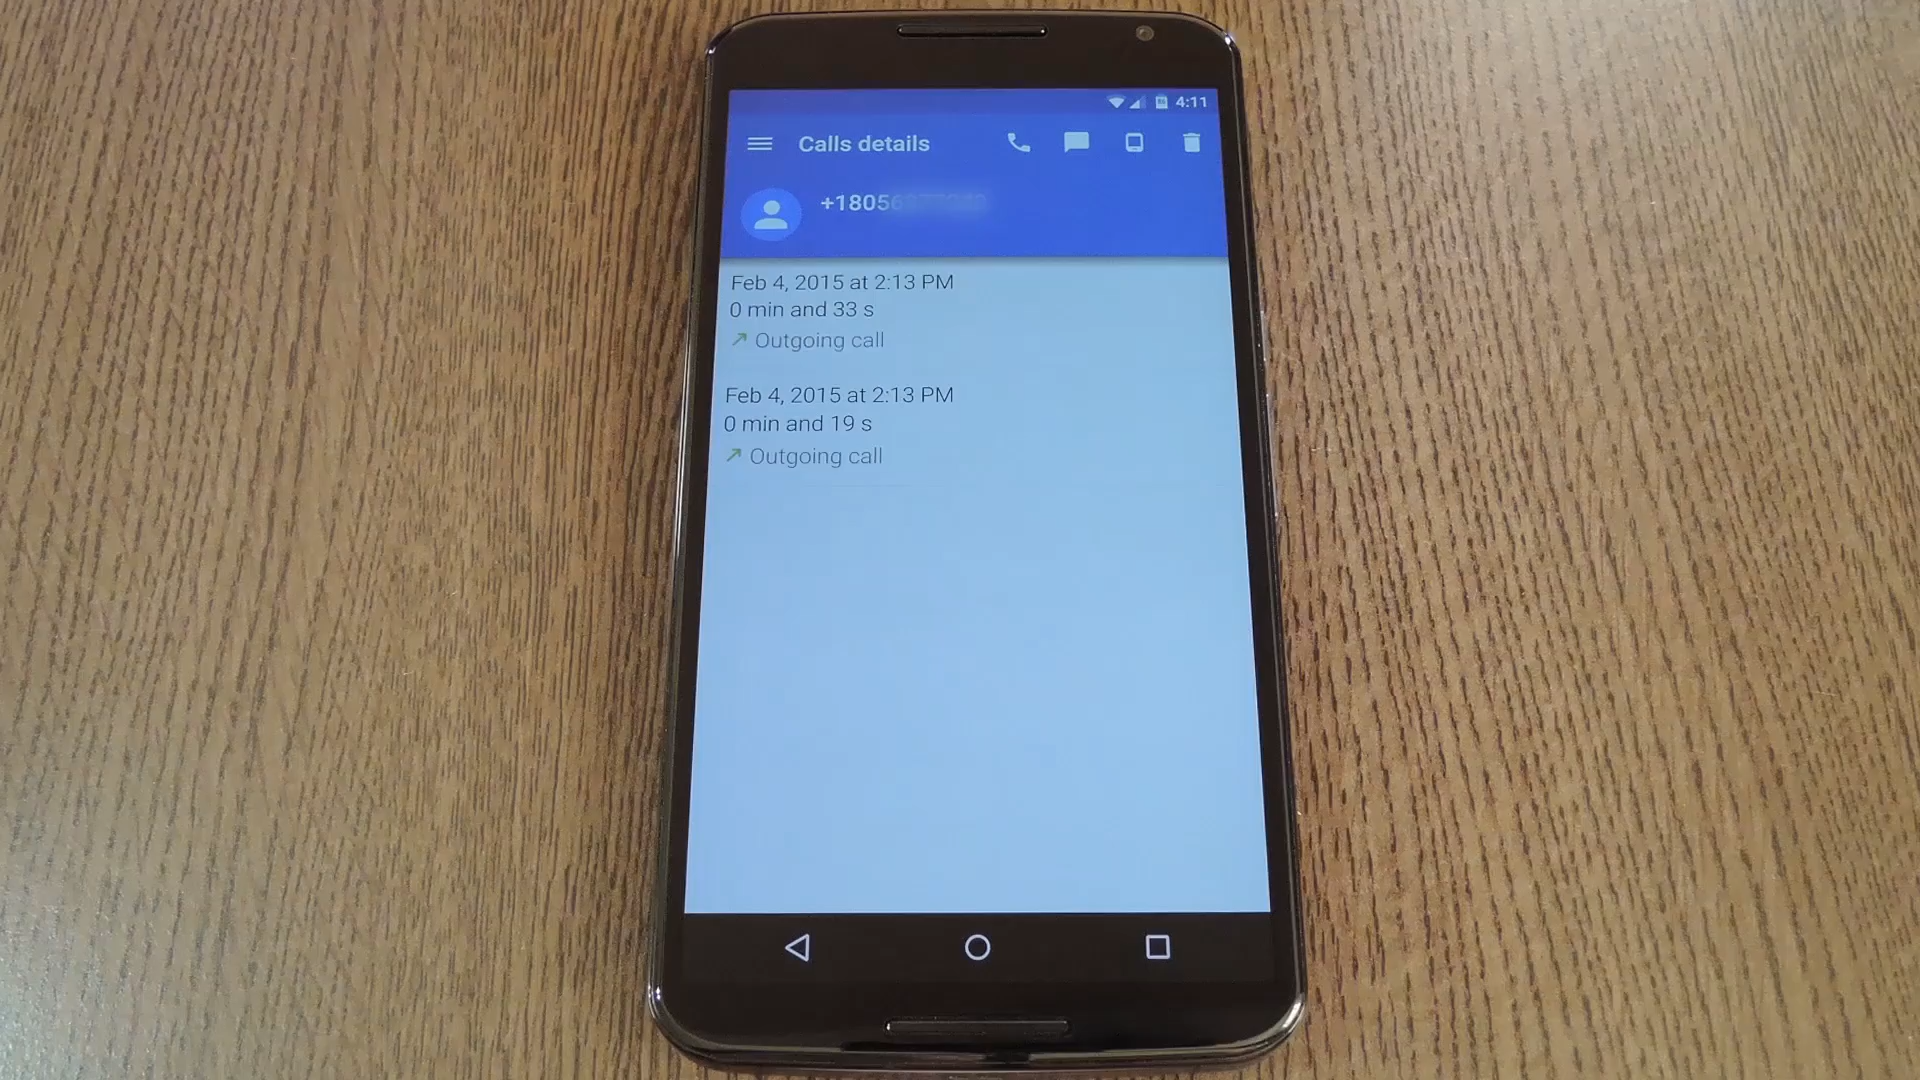 4:11
Calls details
+18056
Feb 4, 2015 at 2:13 PM
0 min and 33 s
Outgoing call
Feb 4, 2015 at 2:13 PM
0 min and 19 s
Outgoing call